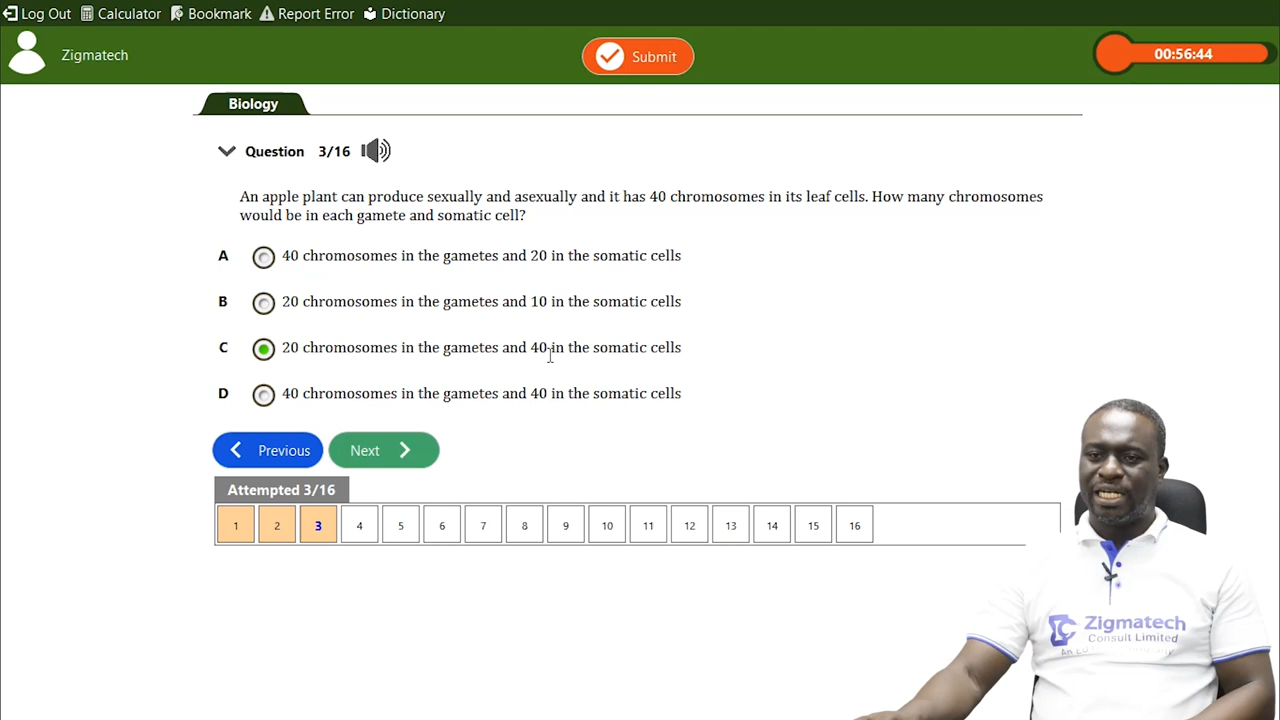 Log Out Calculator Bookmark Report Error Dictionary
Zigmatech
Submit
00:56:44
Biology
Question 3/16
An apple plant can produce sexually and asexually and it has 40 chromosomes in its leaf cells. How many chromosomes
would be in each gamete and somatic cell?
A 40 chromosomes in the gametes and 20 in the somatic cells
B 20 chromosomes in the gametes and 10 in the somatic cells
C 20 chromosomes in the gametes and 40 in the somatic cells
D 40 chromosomes in the gametes and 40 in the somatic cells
Previous Next
Attempted 3/16
1 2 3 4 5 6 7 8 9 10 11 12 13 14 15 16
Zigmatech
Consult Limited